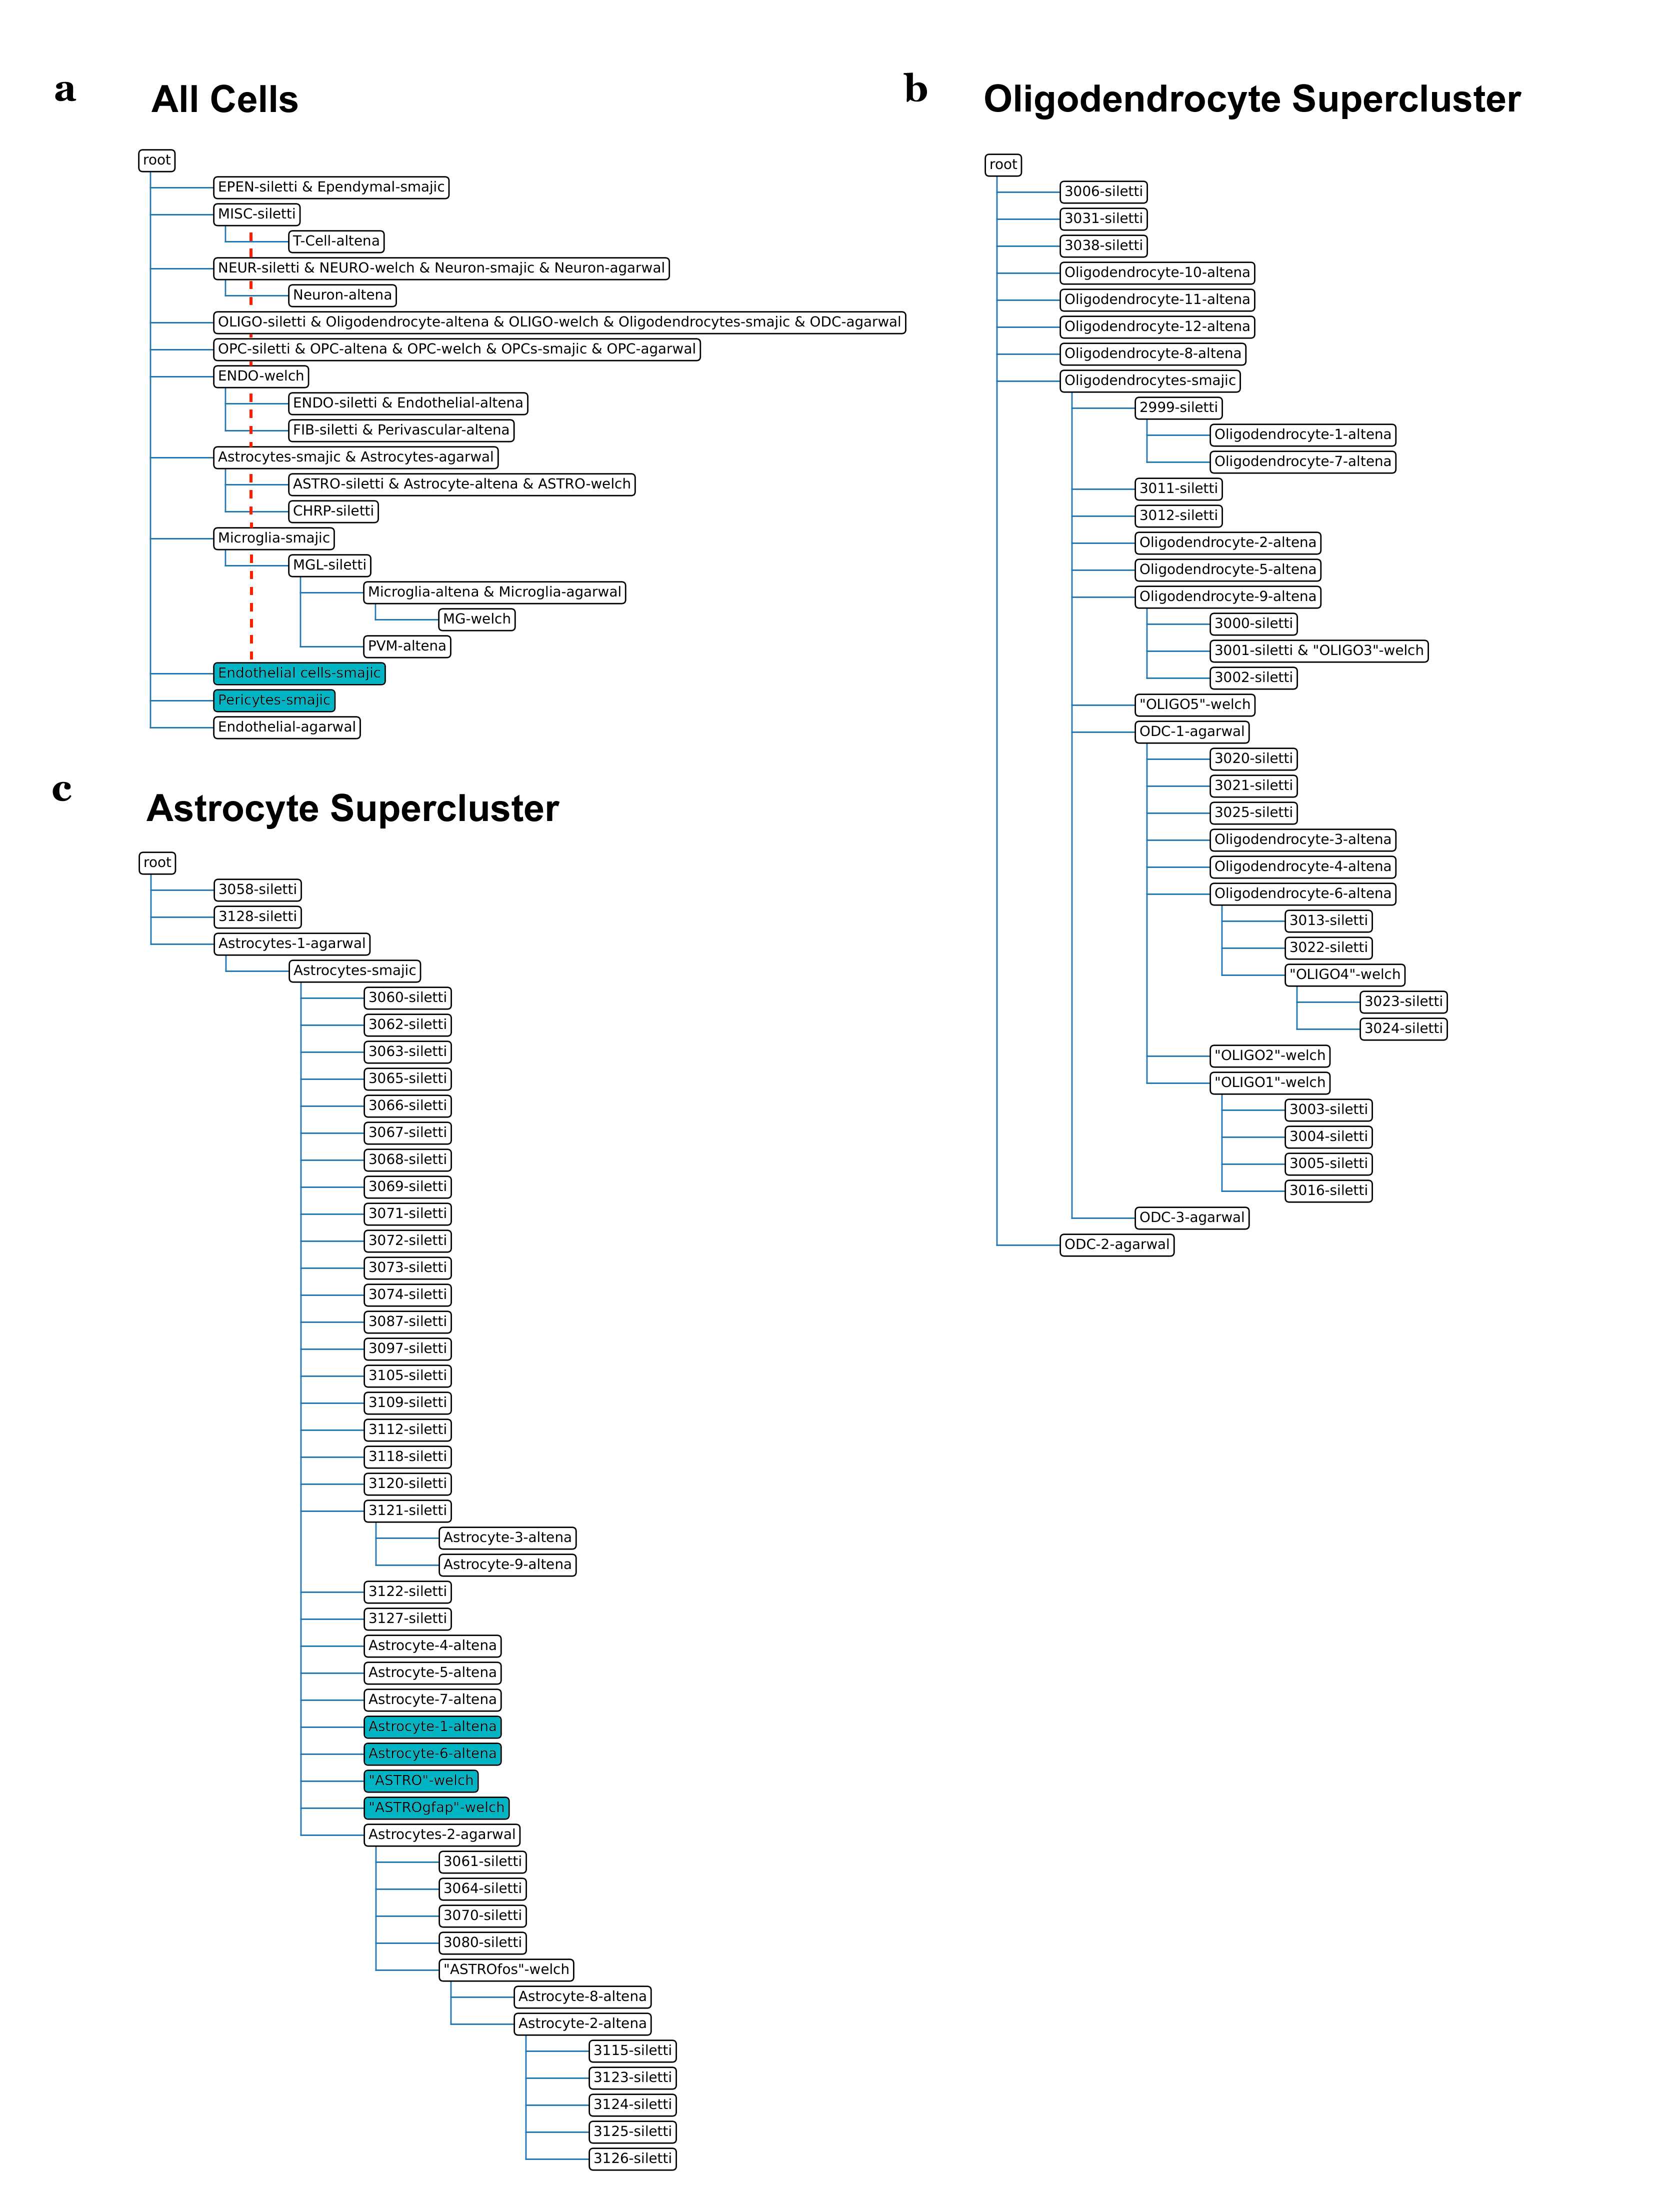 a
All Cells
root
EPEN-siletti & Ependymal-smajic
MISC-siletti
T-Cell-altena
NEUR-siletti & NEURO-welch & Neuron-smajic & Neuron-agarwal
Neuron-altena
OLIGO-siletti & Oligodendrocyte-altena & OLIGO-welch & Oligodendrocytes-smajic & ODC-agarwal
OPC-siletti & OPC-altena & OPC-welch & OPCs-smajic & OPC-agarwal
ENDO-welch
ENDO-siletti & Endothelial-altena
FIB-siletti & Perivascular-altena
Astrocytes-smajic & Astrocytes-agarwal
ASTRO-siletti & Astrocyte-altena & ASTRO-welch
CHRP-siletti
Microglia-smajic
MGL-siletti
Microglia-altena & Microglia-agarwal
MG-welch
PVM-altena
Endothelial cells-smajic
Pericytes-smajic
Endothelial-agarwal
b
Oligodendrocyte Supercluster
root
3006-siletti
3031-siletti
3038-siletti
Oligodendrocyte-10-altena
Oligodendrocyte-11-altena
Oligodendrocyte-12-altena
Oligodendrocyte-8-altena
Oligodendrocytes-smajic
2999-siletti
Oligodendrocyte-1-altena
Oligodendrocyte-7-altena
3011-siletti
3012-siletti
Oligodendrocyte-2-altena
Oligodendrocyte-5-altena
Oligodendrocyte-9-altena
3000-siletti
3001-siletti & "OLIGO3"-welch
3002-siletti
"OLIGO5"-welch
ODC-1-agarwal
3020-siletti
3021-siletti
3025-siletti
Oligodendrocyte-3-altena
Oligodendrocyte-4-altena
Oligodendrocyte-6-altena
3013-siletti
3022-siletti
"OLIGO4"-welch
3023-siletti
3024-siletti
"OLIGO2"-welch
"OLIGO1"-welch
3003-siletti
3004-siletti
3005-siletti
3016-siletti
ODC-3-agarwal
ODC-2-agarwal
c
Astrocyte Supercluster
root
3058-siletti
3128-siletti
Astrocytes-1-agarwal
Astrocytes-smajic
3060-siletti
3062-siletti
3063-siletti
3065-siletti
3066-siletti
3067-siletti
3068-siletti
3069-siletti
3071-siletti
3072-siletti
3073-siletti
3074-siletti
3087-siletti
3097-siletti
3105-siletti
3109-siletti
3112-siletti
3118-siletti
3120-siletti
3121-siletti
Astrocyte-3-altena
Astrocyte-9-altena
3122-siletti
3127-siletti
Astrocyte-4-altena
Astrocyte-5-altena
Astrocyte-7-altena
Astrocyte-1-altena
Astrocyte-6-altena
"ASTRO"-welch
"ASTROgfap"-welch
Astrocytes-2-agarwal
3061-siletti
3064-siletti
3070-siletti
3080-siletti
"ASTROfos"-welch
Astrocyte-8-altena
Astrocyte-2-altena
3115-siletti
3123-siletti
3124-siletti
3125-siletti
3126-siletti